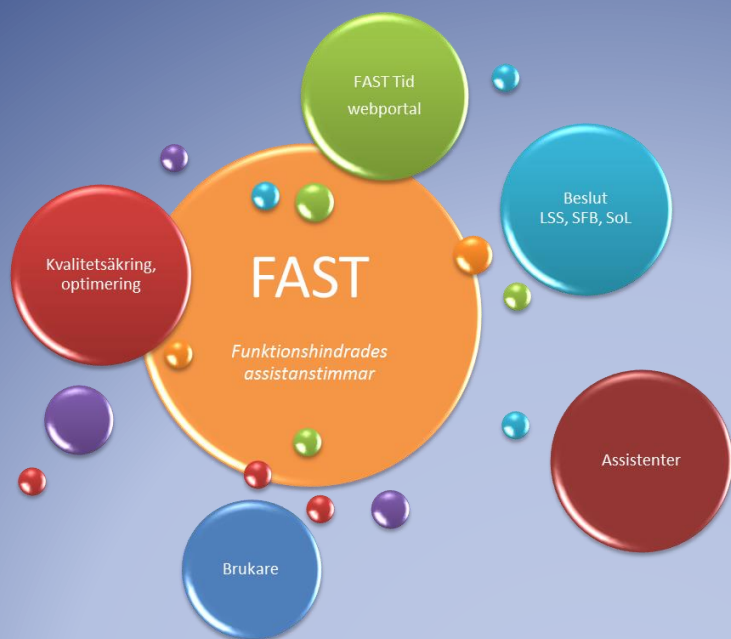 FAST Tid
webportal
Beslut
LSS, SFB, SoL
Kvalitetsäkring,
optimering
FAST
Funktionshindrades
assistanstimmar
Assistenter
Brukare